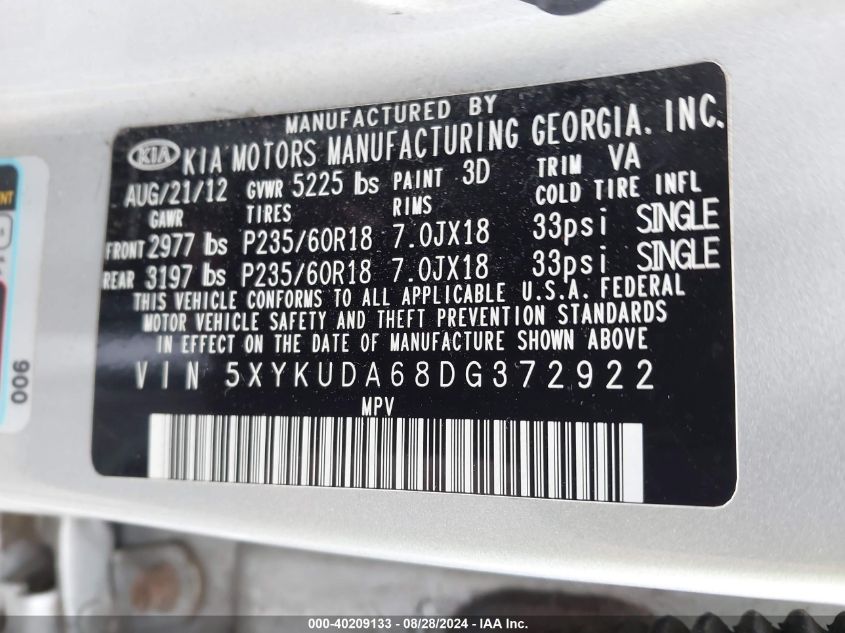 MANUFACTURED BY
KIA KIA MOTORS MANUFACTURING GEORGIA. INC.
AUG/21/12 GVWR 5225 lbs PAINT 3D TRIM VA
GAWR TIRES RIMS COLD TIRE INFL
FRONT 2977 lbs P235/60R18 7.0JX18 33psi SINGLE
REAR 3197 lbs P235/60R18 7.0JX18 33psi SINGLE
THIS VEHICLE CONFORMS TO ALL APPLICABLE U.S.A. FEDERAL
MOTOR VEHICLE SAFETY AND THEFT PREVENTION STANDARDS
IN EFFECT ON THE DATE OF MANUFACTURE SHOWN ABOVE
VIN 5XYKUDA68DG372922
MPV
006
000-40209133 - 08/28/2024 - IAA Inc.